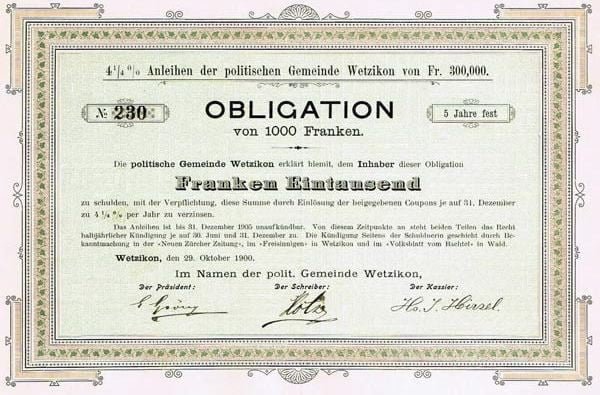 4¼% Anleihen der politischen Gemeinde Wetzikon von Fr. 300,000.
№ 230
OBLIGATION
5 Jahre fest
von 1000 Franken.
Die politische Gemeinde Wetzikon erklärt hiemit, dem Inhaber dieser Obligation
Franken Eintausend
zu schulden, mit der Verpflichtung, diese Summe durch Einlösung der beigegebenen Coupons je auf 31. Dezember
zu 4¼% per Jahr zu verzinsen.
Das Anleihen ist bis 31. Dezember 1905 unaufkündbar. Von diesem Zeitpunkte an steht beiden Teilen das Recht
halbjährlicher Kündigung je auf 30. Juni und 31. Dezember zu. Die Kündigung Seitens der Schuldnerin geschieht durch Be-
kanntmachung in der «Neuen Zürcher Zeitung», im «Freisinnigen» in Wetzikon und im «Volksblatt vom Bachtel» in Wald.
Wetzikon, den 29. Oktober 1900.
Im Namen der polit. Gemeinde Wetzikon,
Der Präsident: Der Schreiber: Der Kassier:
Hs. J. Hirzel.